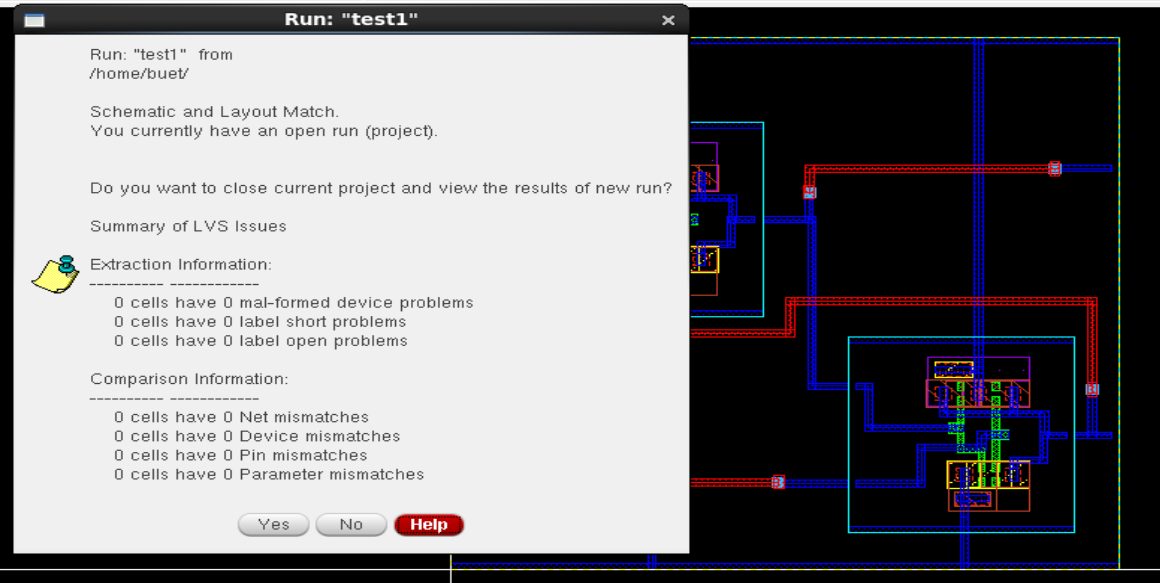 Run: "test1"
Run: "test1" from
/home/buet/
Schematic and Layout Match.
You currently have an open run (project).
Do you want to close current project and view the results of new run?
Summary of LVS Issues
Extraction Information:
---------- ------------
0 cells have 0 mal-formed device problems
0 cells have 0 label short problems
0 cells have 0 label open problems
Comparison Information:
---------- ------------
0 cells have 0 Net mismatches
0 cells have 0 Device mismatches
0 cells have 0 Pin mismatches
0 cells have 0 Parameter mismatches
Yes No Help